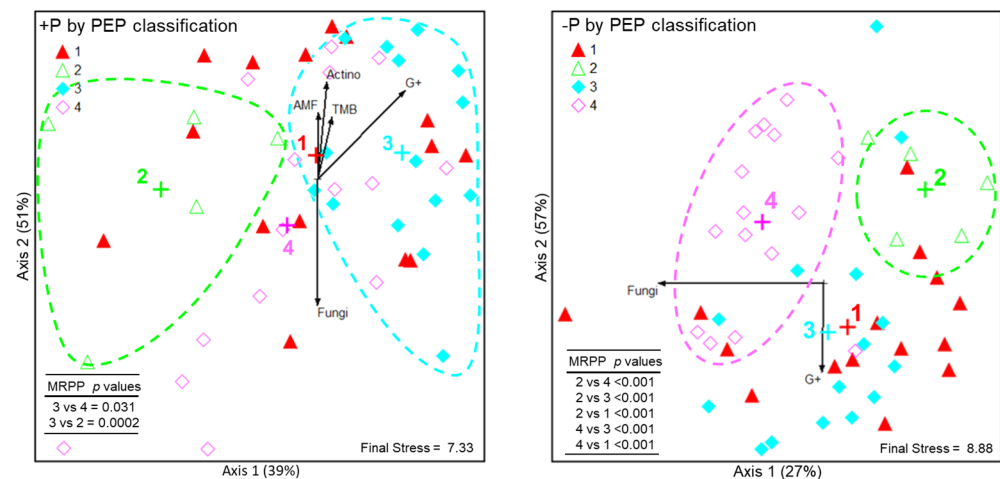 +P by PEP classification
1
2
3
4
Actino
G+
AMF
TMB
1
3
2
4
Fungi
MRPP p values
3 vs 4 = 0.031
3 vs 2 = 0.0002
Final Stress = 7.33
Axis 2 (51%)
Axis 1 (39%)
-P by PEP classification
1
2
3
4
2
4
Fungi
3
1
G+
MRPP p values
2 vs 4 <0.001
2 vs 3 <0.001
2 vs 1 <0.001
4 vs 3 <0.001
4 vs 1 <0.001
Final Stress = 8.88
Axis 2 (57%)
Axis 1 (27%)